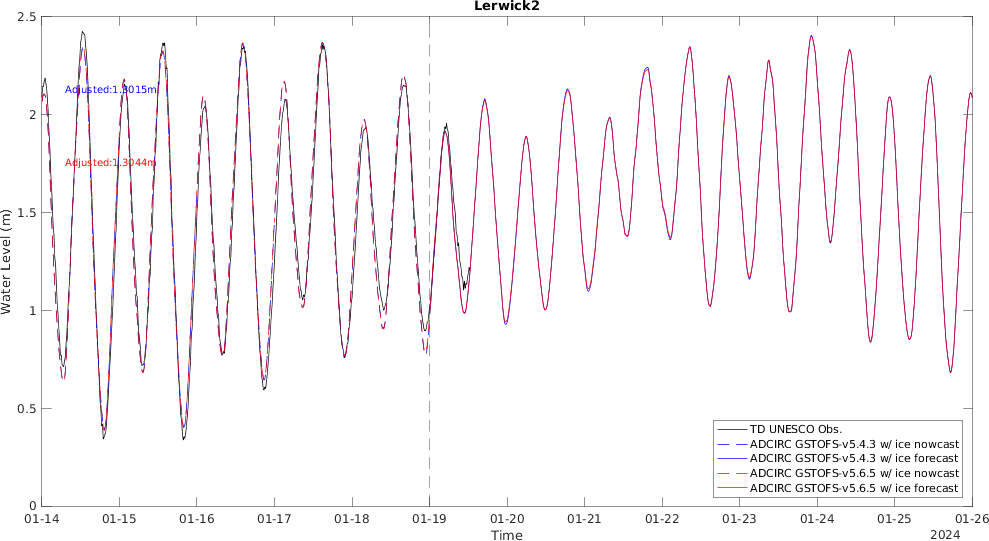 Lerwick2
2.5
2
1.5
1
0.5
0
Water Level (m)
Adjusted:1.3015m
Adjusted:1.3044m
TD UNESCO Obs.
ADCIRC GSTOFS-v5.4.3 w/ ice nowcast
ADCIRC GSTOFS-v5.4.3 w/ ice forecast
ADCIRC GSTOFS-v5.6.5 w/ ice nowcast
ADCIRC GSTOFS-v5.6.5 w/ ice forecast
01-14 01-15 01-16 01-17 01-18 01-19 01-20 01-21 01-22 01-23 01-24 01-25 01-26
Time
2024